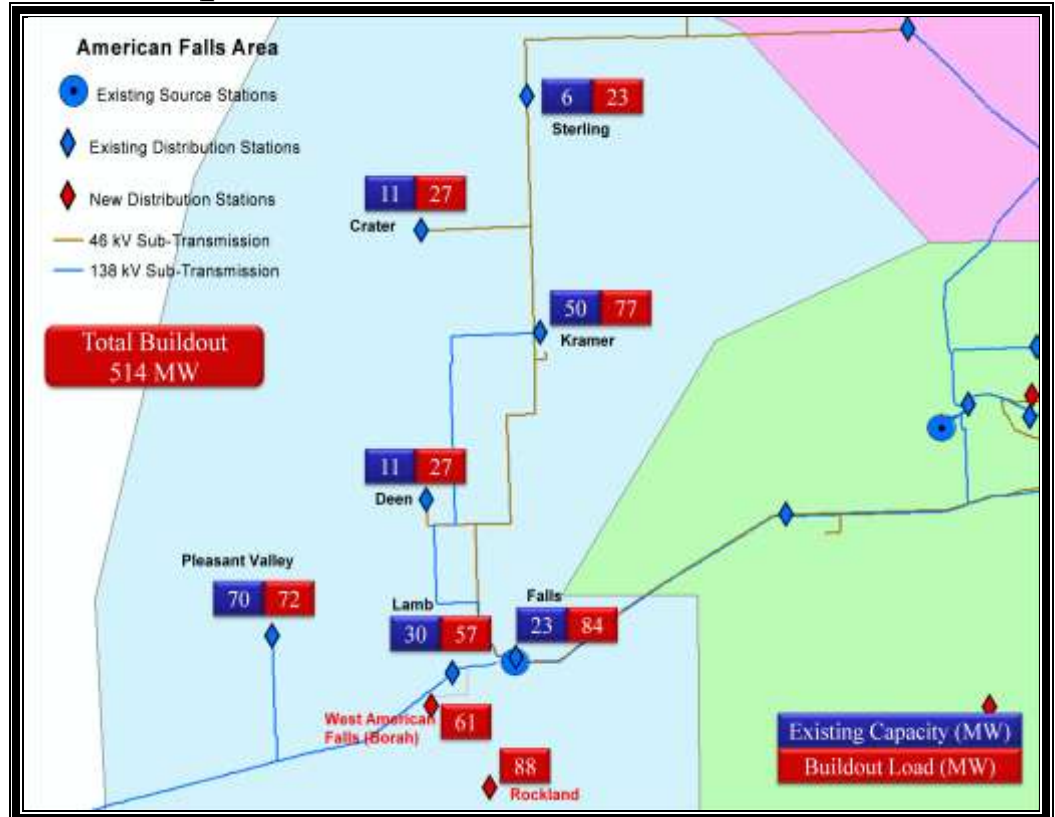 American Falls Area
Existing Source Stations
Existing Distribution Stations
New Distribution Stations
46 kV Sub-Transmission
138 kV Sub-Transmission
Total Buildout
514 MW
6 23
Sterling
11 27
Crater
50 77
Kramer
11 27
Deen
Pleasant Valley
70 72
Lamb
30 57
Falls
23 84
West American
Falls (Borah)
61
88
Rockland
Existing Capacity (MW)
Buildout Load (MW)